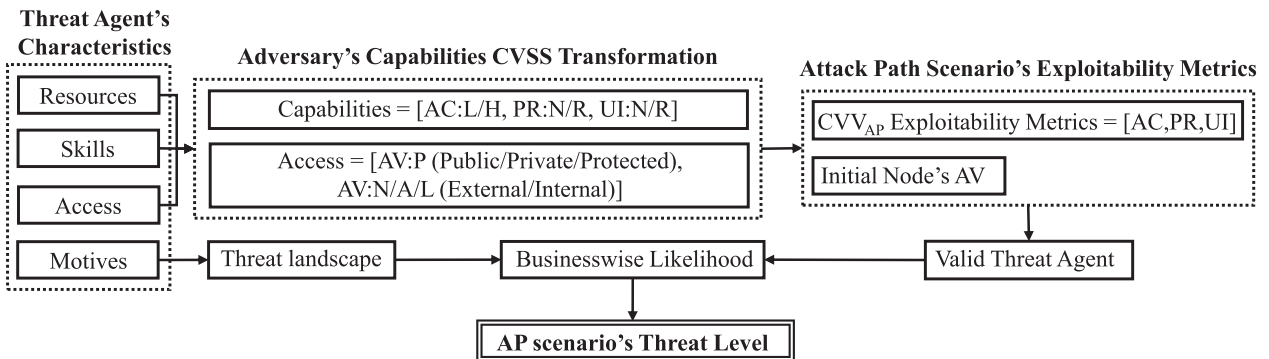 Threat Agent's
Characteristics
Resources
Skills
Access
Motives
Adversary's Capabilities CVSS Transformation
Capabilities = [AC:L/H, PR:N/R, UI:N/R]
Access = [AV:P (Public/Private/Protected),
AV:N/A/L (External/Internal)]
Attack Path Scenario's Exploitability Metrics
CVV_AP Exploitability Metrics = [AC,PR,UI]
Initial Node's AV
Threat landscape
Businesswise Likelihood
Valid Threat Agent
AP scenario's Threat Level